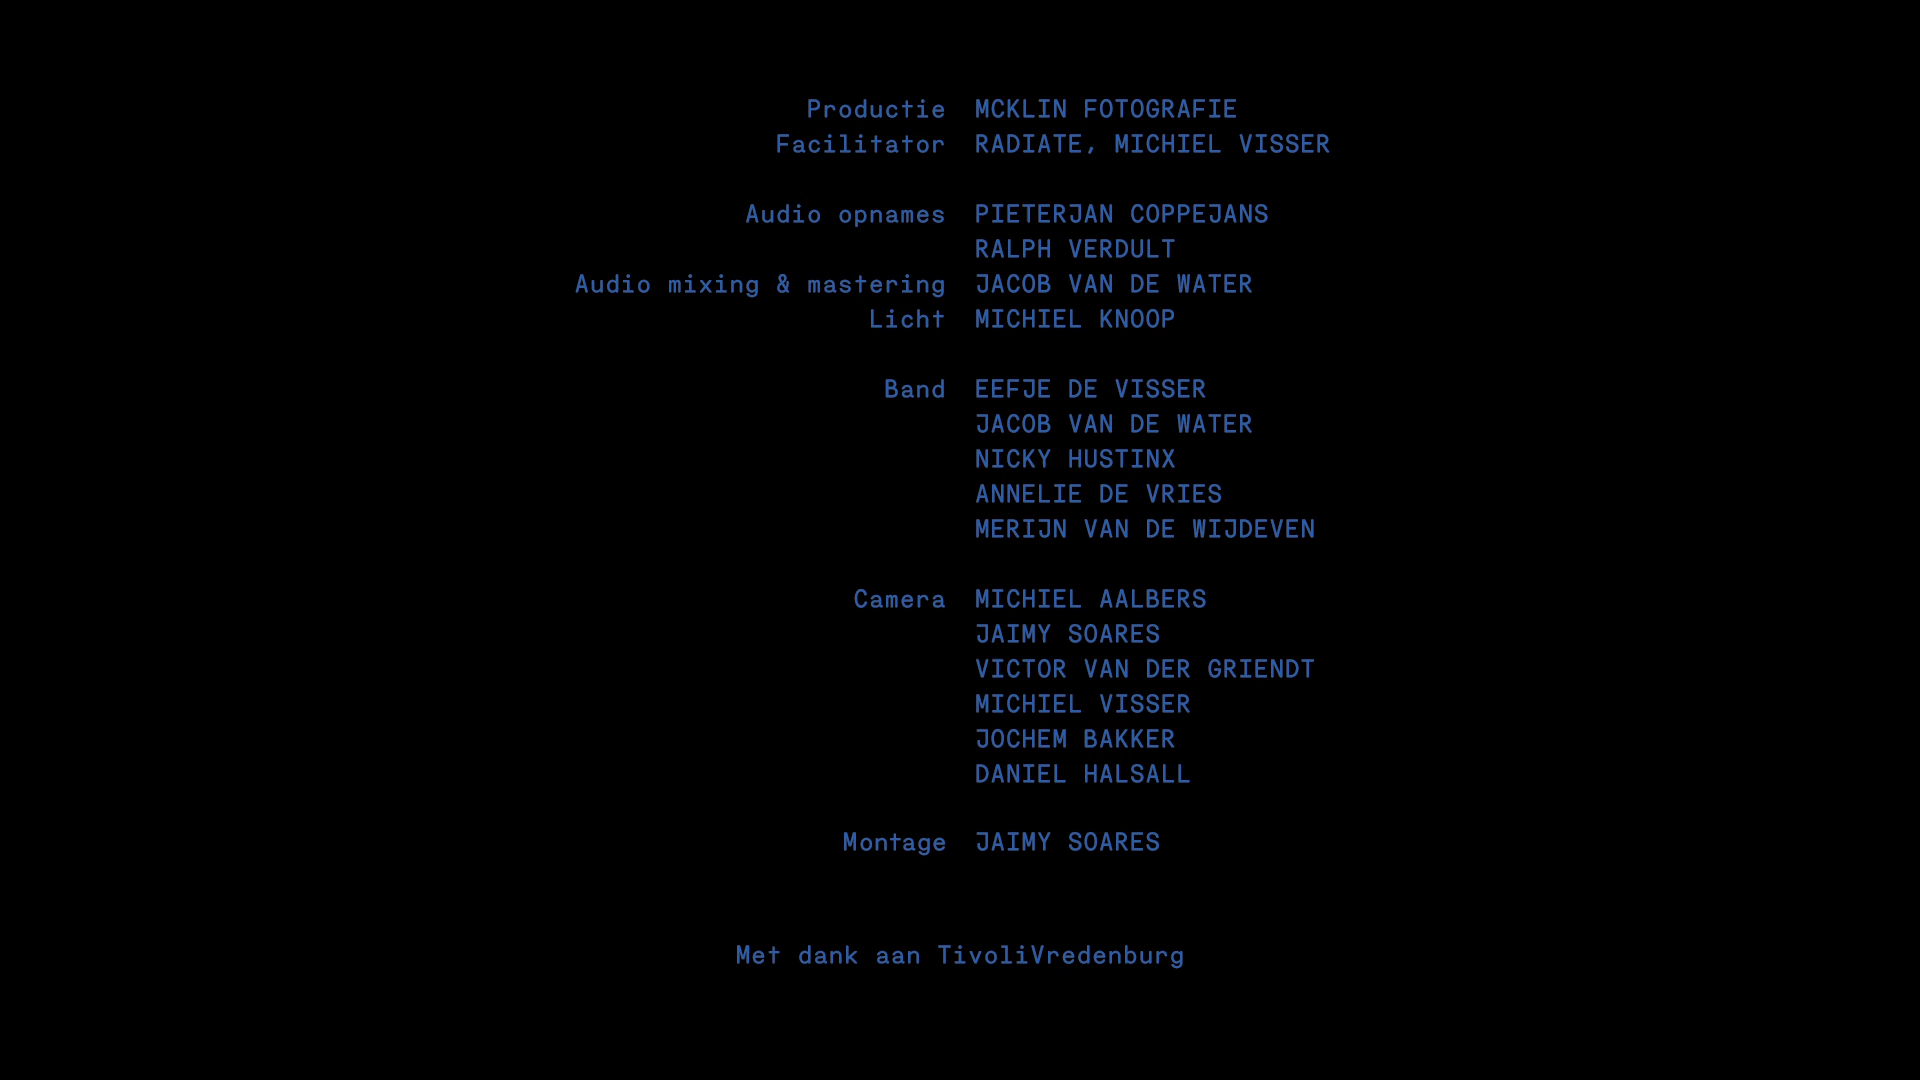 Productie MCKLIN FOTOGRAFIE
Facilitator RADIATE, MICHIEL VISSER
Audio opnames PIETERJAN COPPEJANS
RALPH VERDULT
Audio mixing & mastering JACOB VAN DE WATER
Licht MICHIEL KNOOP
Band EEFJE DE VISSER
JACOB VAN DE WATER
NICKY HUSTINX
ANNELIE DE VRIES
MERIJN VAN DE WIJDEVEN
Camera MICHIEL AALBERS
JAIMY SOARES
VICTOR VAN DER GRIENDT
MICHIEL VISSER
JOCHEM BAKKER
DANIEL HALSALL
Montage JAIMY SOARES
Met dank aan TivoliVredenburg